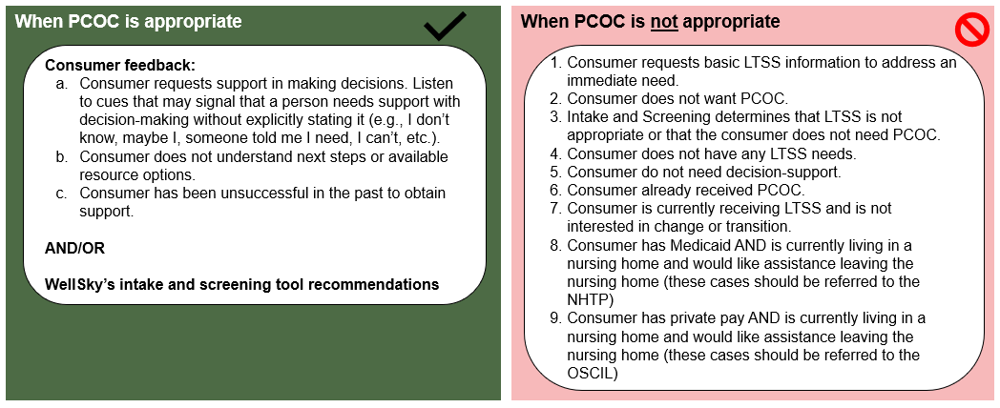 When PCOC is appropriate
Consumer feedback:
a. Consumer requests support in making decisions. Listen
to cues that may signal that a person needs support with
decision-making without explicitly stating it (e.g., I don't
know, maybe I, someone told me I need, I can't, etc.).
b. Consumer does not understand next steps or available
resource options.
c. Consumer has been unsuccessful in the past to obtain
support.
AND/OR
WellSky's intake and screening tool recommendations
When PCOC is not appropriate
1. Consumer requests basic LTSS information to address an
immediate need.
2. Consumer does not want PCOC.
3. Intake and Screening determines that LTSS is not
appropriate or that the consumer does not need PCOC.
4. Consumer does not have any LTSS needs.
5. Consumer do not need decision-support.
6. Consumer already received PCOC.
7. Consumer is currently receiving LTSS and is not
interested in change or transition.
8. Consumer has Medicaid AND is currently living in a
nursing home and would like assistance leaving the
nursing home (these cases should be referred to the
NHTP)
9. Consumer has private pay AND is currently living in a
nursing home and would like assistance leaving the
nursing home (these cases should be referred to the
OSCIL)